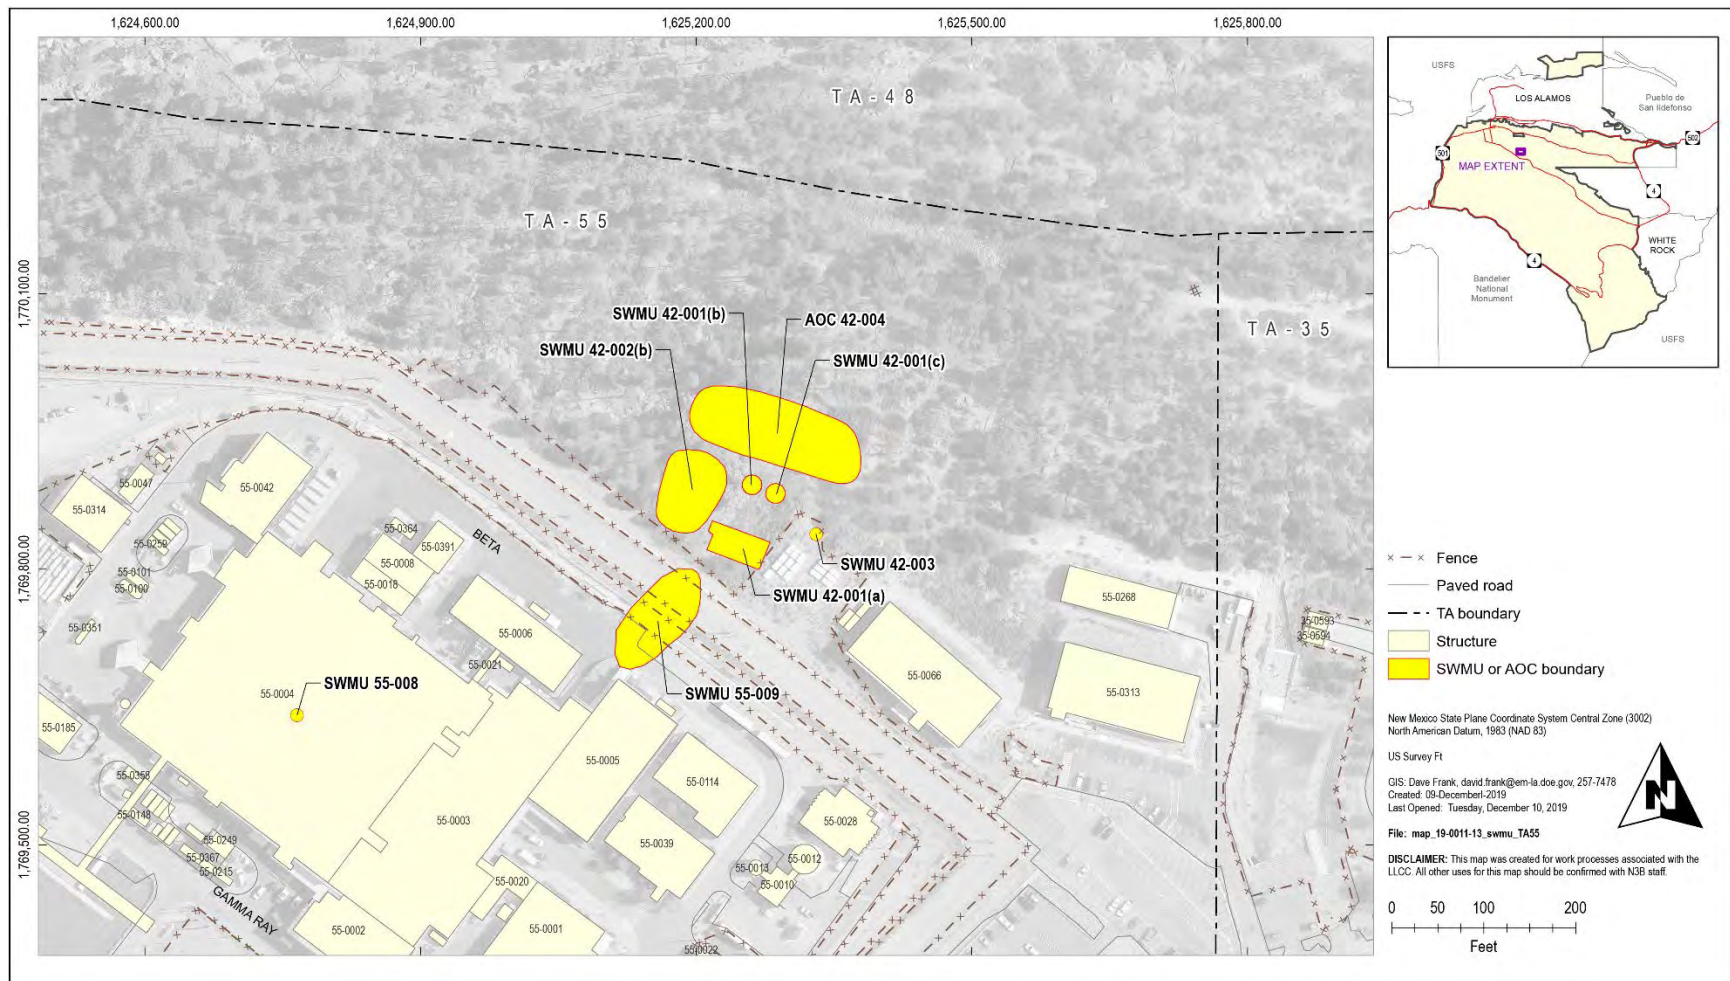 1,624,600.00
1,624,900.00
1,625,200.00
1,625,500.00
1,625,800.00
1,770,100.00
1,769,800.00
1,769,500.00
TA-48
TA-55
TA-35
SWMU 42-001(b)
AOC 42-004
SWMU 42-002(b)
SWMU 42-001(c)
SWMU 42-003
SWMU 42-001(a)
SWMU 55-009
SWMU 55-008
55-0047
55-0314
55-0042
55-0259
55-0101
55-0100
55-0351
55-0364
55-0391
55-0008
55-0018
BETA
55-0006
55-0021
55-0004
55-0185
55-0358
55-0148
55-0249
55-0367
55-0215
GAMMA RAY
55-0003
55-0005
55-0114
55-0039
55-0028
55-0012
55-0013
55-0010
55-0020
55-0002
55-0001
55-0022
55-0066
55-0268
55-0313
35-0593
35-0594
USFS
LOS ALAMOS
Pueblo de
San Ildefonso
502
501
MAP EXTENT
4
WHITE
ROCK
4
Bandelier
National
Monument
USFS
Fence
Paved road
TA boundary
Structure
SWMU or AOC boundary
New Mexico State Plane Coordinate System Central Zone (3002)
North American Datum, 1983 (NAD 83)
US Survey Ft
GIS: Dave Frank, david.frank@em-la.doe.gov, 257-7478
Created: 09-Decemberl-2019
Last Opened: Tuesday, December 10, 2019
File: map_19-0011-13_swmu_TA55
DISCLAIMER: This map was created for work processes associated with the
LLCC. All other uses for this map should be confirmed with N3B staff.
N
0 50 100 200
Feet